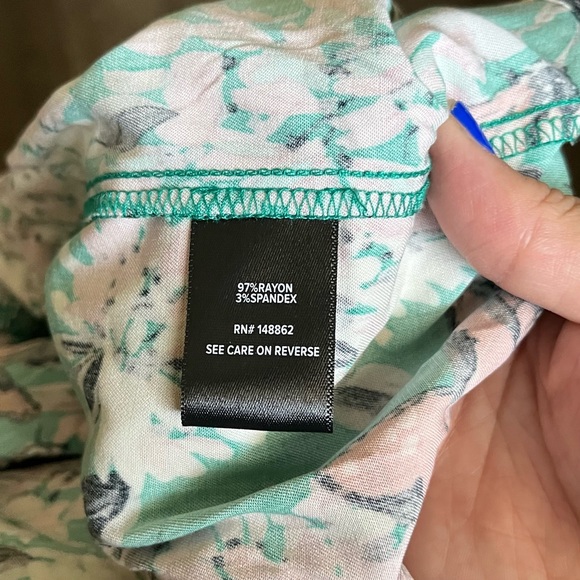 97%RAYON
3%SPANDEX
RN# 148862
SEE CARE ON REVERSE